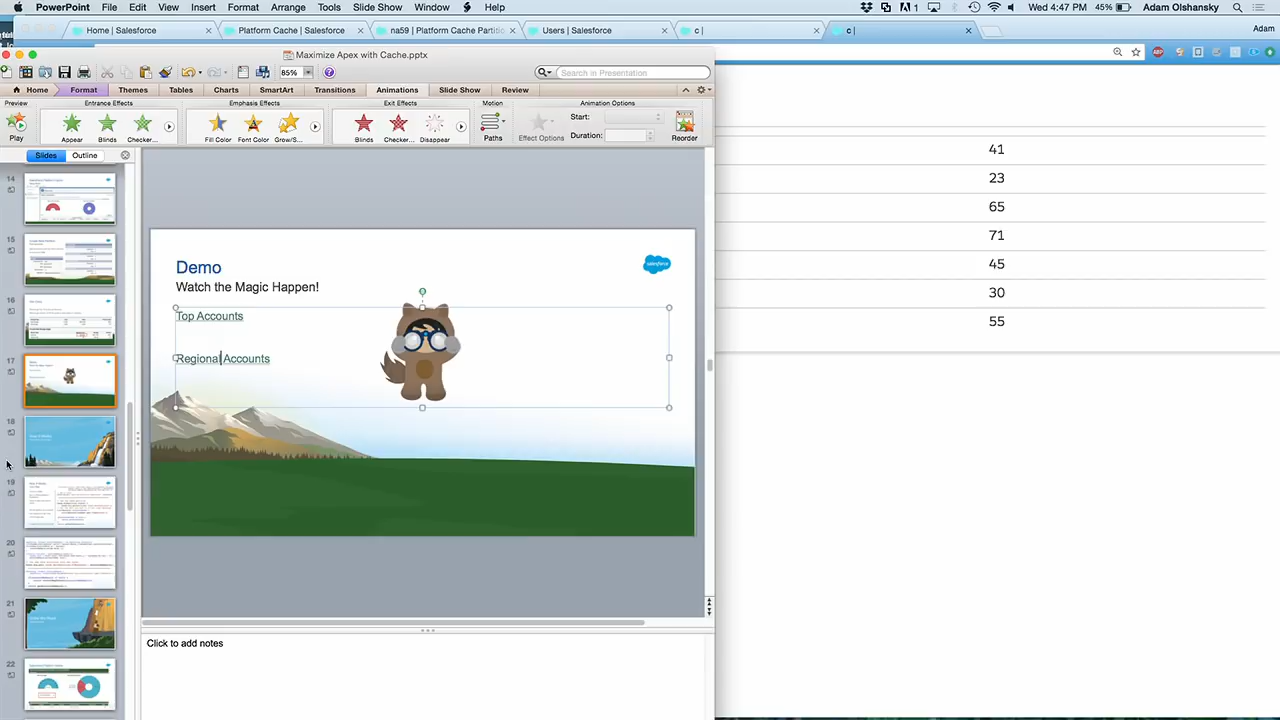 PowerPoint File Edit View Insert Format Arrange Tools Slide Show Window Help
1 Wed 4:47 PM 45% Adam Olshansky
Home | Salesforce Platform Cache | Salesforce na59 | Platform Cache Partitio Users | Salesforce c | c | Adam
Maximize Apex with Cache.pptx
85% Search in Presentation
Home Format Themes Tables Charts SmartArt Transitions Animations Slide Show Review
Preview Entrance Effects Emphasis Effects Exit Effects Motion Animation Options
Start:
Duration:
Play Appear Blinds Checker... Fill Color Font Color Grow/S... Blinds Checker... Disappear Paths Effect Options Reorder
Slides Outline
14
15
16
17
18
19
20
21
22
Demo
Watch the Magic Happen!
salesforce
Top Accounts
Regional Accounts
Click to add notes
41
23
65
71
45
30
55